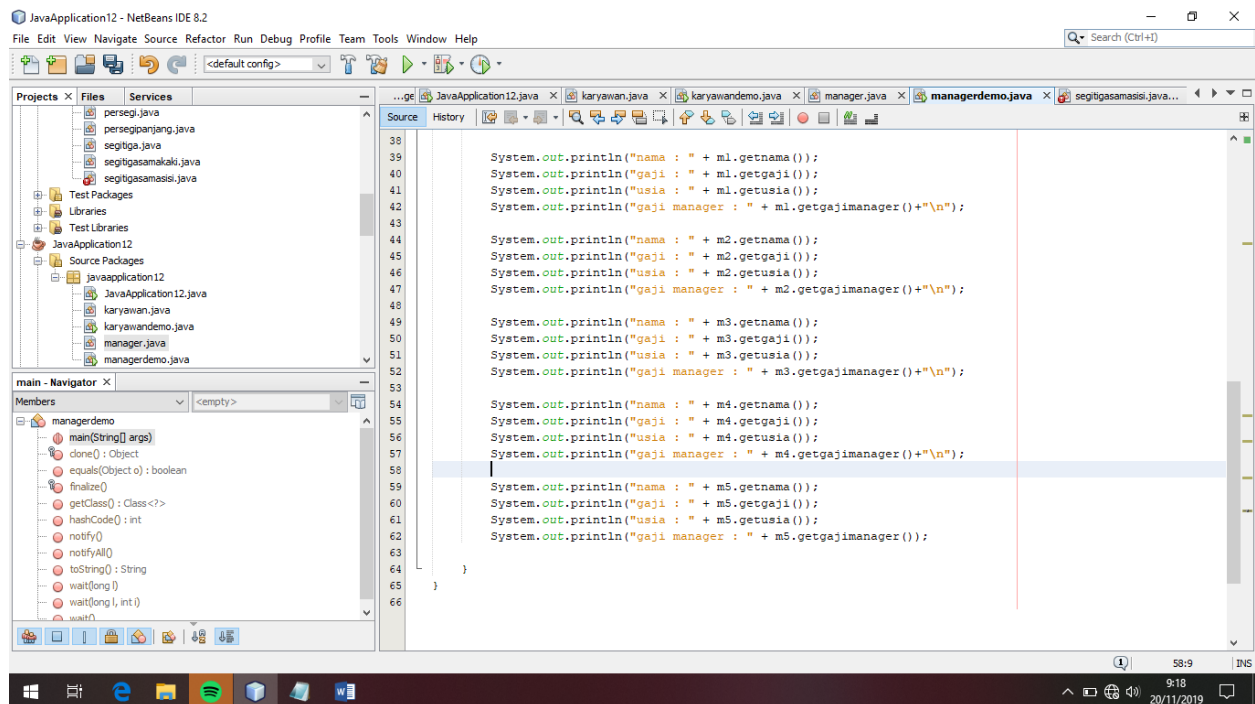 JavaApplication12 - NetBeans IDE 8.2
File Edit View Navigate Source Refactor Run Debug Profile Team Tools Window Help
Search (Ctrl+I)
<default config>
Projects Files Services
persegi.java
persegipanjang.java
segitiga.java
segitigasamakaki.java
segitigasamasisi.java
Test Packages
Libraries
Test Libraries
JavaApplication12
Source Packages
javaapplication12
JavaApplication12.java
karyawan.java
karyawandemo.java
manager.java
managerdemo.java
main - Navigator
Members <empty>
managerdemo
main(String[] args)
clone() : Object
equals(Object o) : boolean
finalize()
getClass() : Class<?>
hashCode() : int
notify()
notifyAll()
toString() : String
wait(long l)
wait(long l, int i)
wait()
...ge JavaApplication12.java karyawan.java karyawandemo.java manager.java managerdemo.java segitigasamasisi.java...
Source History
38
39 System.out.println("nama : " + m1.getnama());
40 System.out.println("gaji : " + m1.getgaji());
41 System.out.println("usia : " + m1.getusia());
42 System.out.println("gaji manager : " + m1.getgajimanager()+"\n");
43
44 System.out.println("nama : " + m2.getnama());
45 System.out.println("gaji : " + m2.getgaji());
46 System.out.println("usia : " + m2.getusia());
47 System.out.println("gaji manager : " + m2.getgajimanager()+"\n");
48
49 System.out.println("nama : " + m3.getnama());
50 System.out.println("gaji : " + m3.getgaji());
51 System.out.println("usia : " + m3.getusia());
52 System.out.println("gaji manager : " + m3.getgajimanager()+"\n");
53
54 System.out.println("nama : " + m4.getnama());
55 System.out.println("gaji : " + m4.getgaji());
56 System.out.println("usia : " + m4.getusia());
57 System.out.println("gaji manager : " + m4.getgajimanager()+"\n");
58
59 System.out.println("nama : " + m5.getnama());
60 System.out.println("gaji : " + m5.getgaji());
61 System.out.println("usia : " + m5.getusia());
62 System.out.println("gaji manager : " + m5.getgajimanager());
63
64 }
65 }
66
1 58:9 INS
9:18
20/11/2019